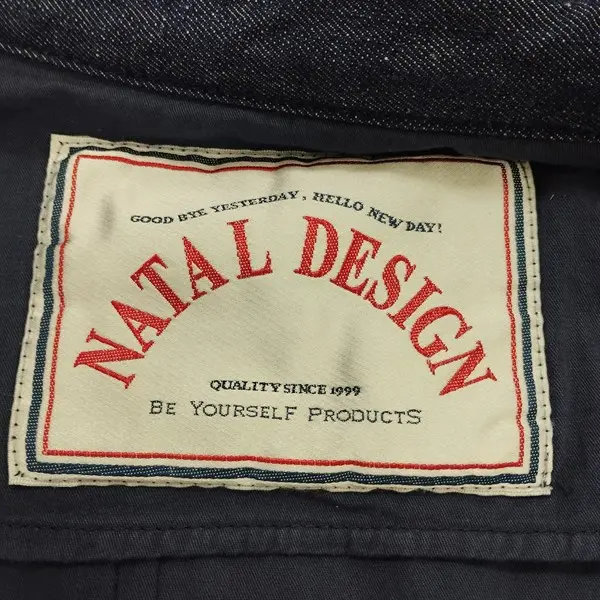 GOOD BYE YESTERDAY, HELLO NEW DAY!
NATAL DESIGN
QUALITY SINCE 1999
BE YOURSELF PRODUCTS